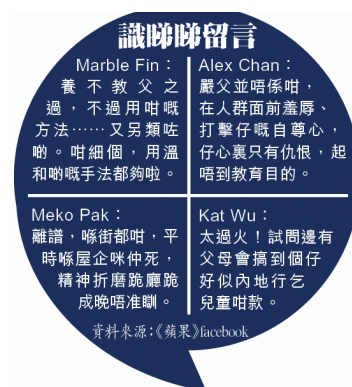 識睇睇留言
Marble Fin：
養不教父之
過，不過用咁嘅
方法……又另類咗
啲。咁細個，用溫
和啲嘅手法都夠啦。
Alex Chan：
嚴父並唔係咁，
在人群面前羞辱、
打擊仔嘅自尊心，
仔心裏只有仇恨，起
唔到教育目的。
Meko Pak：
離譜，喺街都咁，平
時喺屋企咪仲死，
精神折磨跪廳跪
成晚唔准瞓。
Kat Wu：
太過火！試問邊有
父母會搞到個仔
好似內地行乞
兒童咁款。
資料來源：《蘋果》facebook